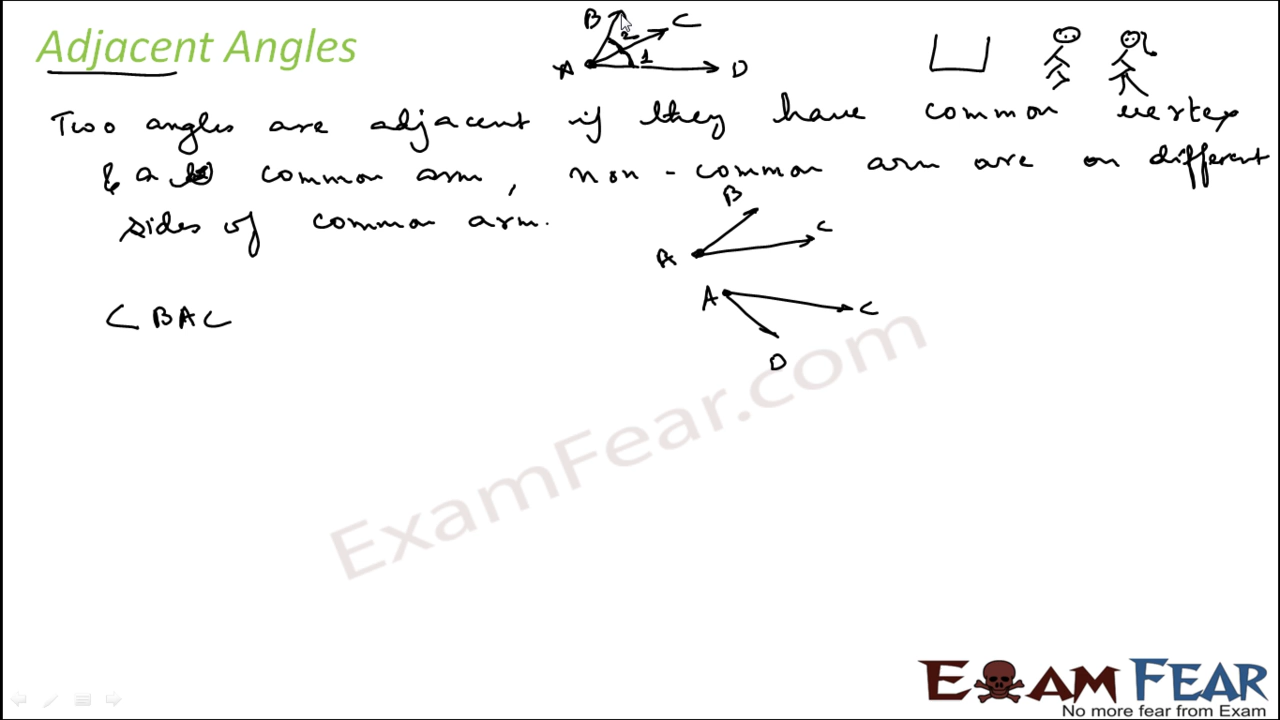 Adjacent Angles
B
C
2
1
A
D
Two angles are adjacent if they have common vertex
& a common arm, non-common arm are on different
sides of common arm.
B
C
A
A
C
D
∠BAC
ExamFear.com
EXAM FEAR
No more fear from Exam